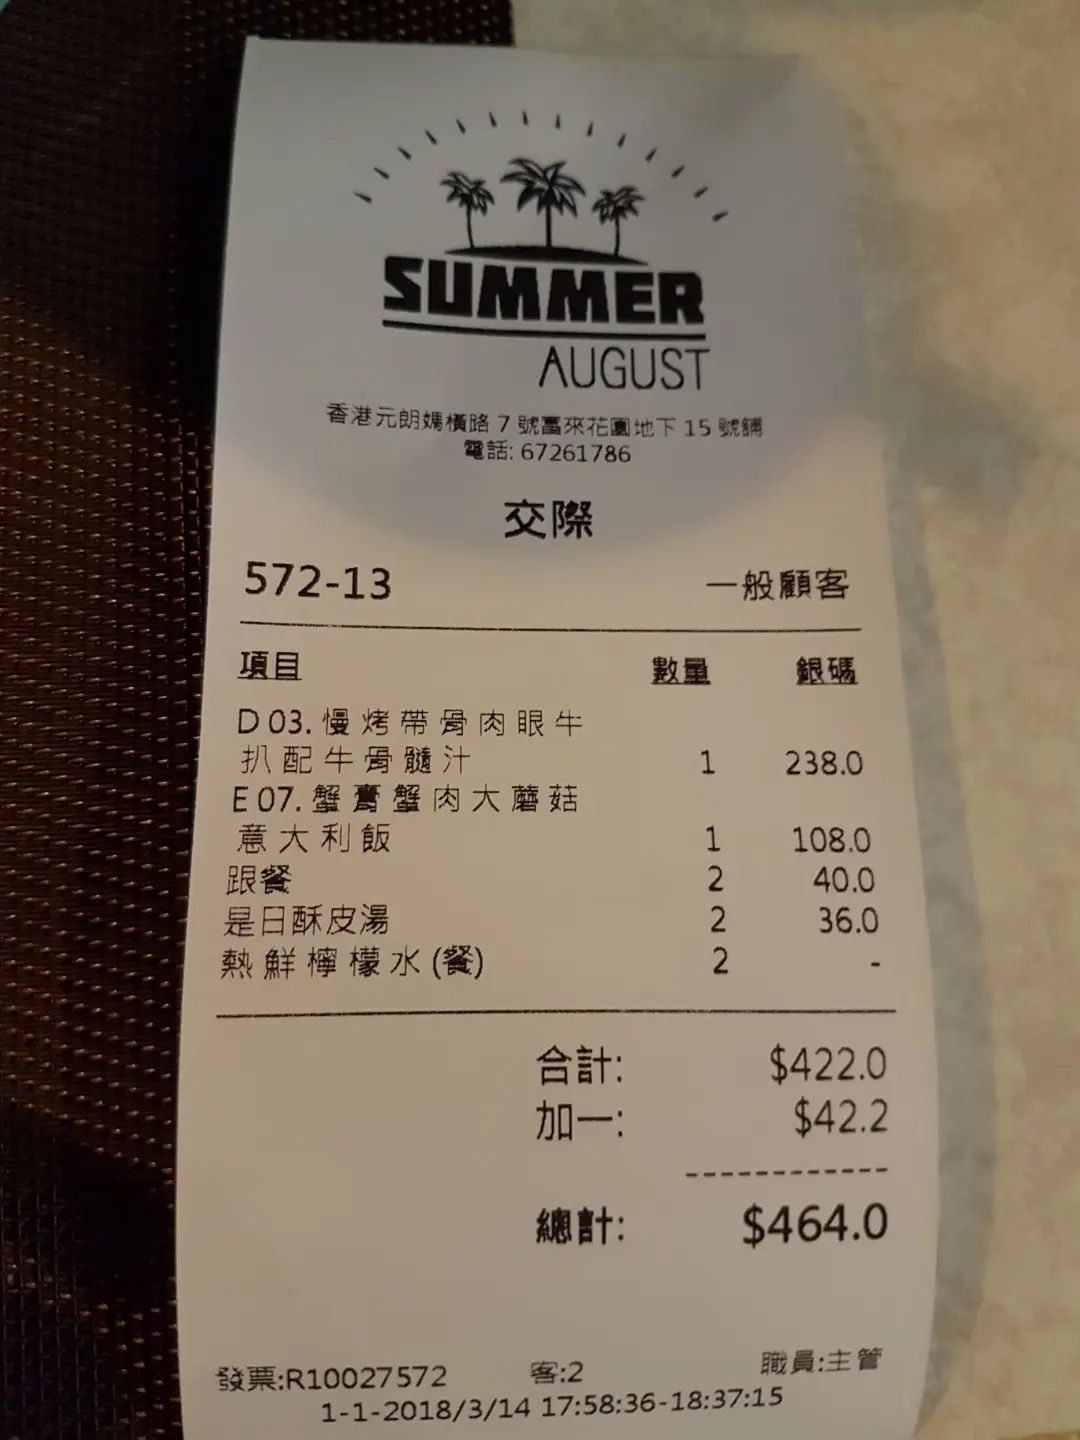 SUMMER
AUGUST
香港元朗媽橫路 7 號富來花園地下 15 號舖
電話: 67261786
交際
572-13 一般顧客
項目 數量 銀碼
D 03. 慢烤帶骨肉眼牛
扒配牛骨髓汁 1 238.0
E 07. 蟹膏蟹肉大蘑菇
意大利飯 1 108.0
跟餐 2 40.0
是日酥皮湯 2 36.0
熱鮮檸檬水 (餐) 2 -
合計: $422.0
加一: $42.2
------------
總計: $464.0
發票:R10027572 客:2 職員:主管
1-1-2018/3/14 17:58:36-18:37:15